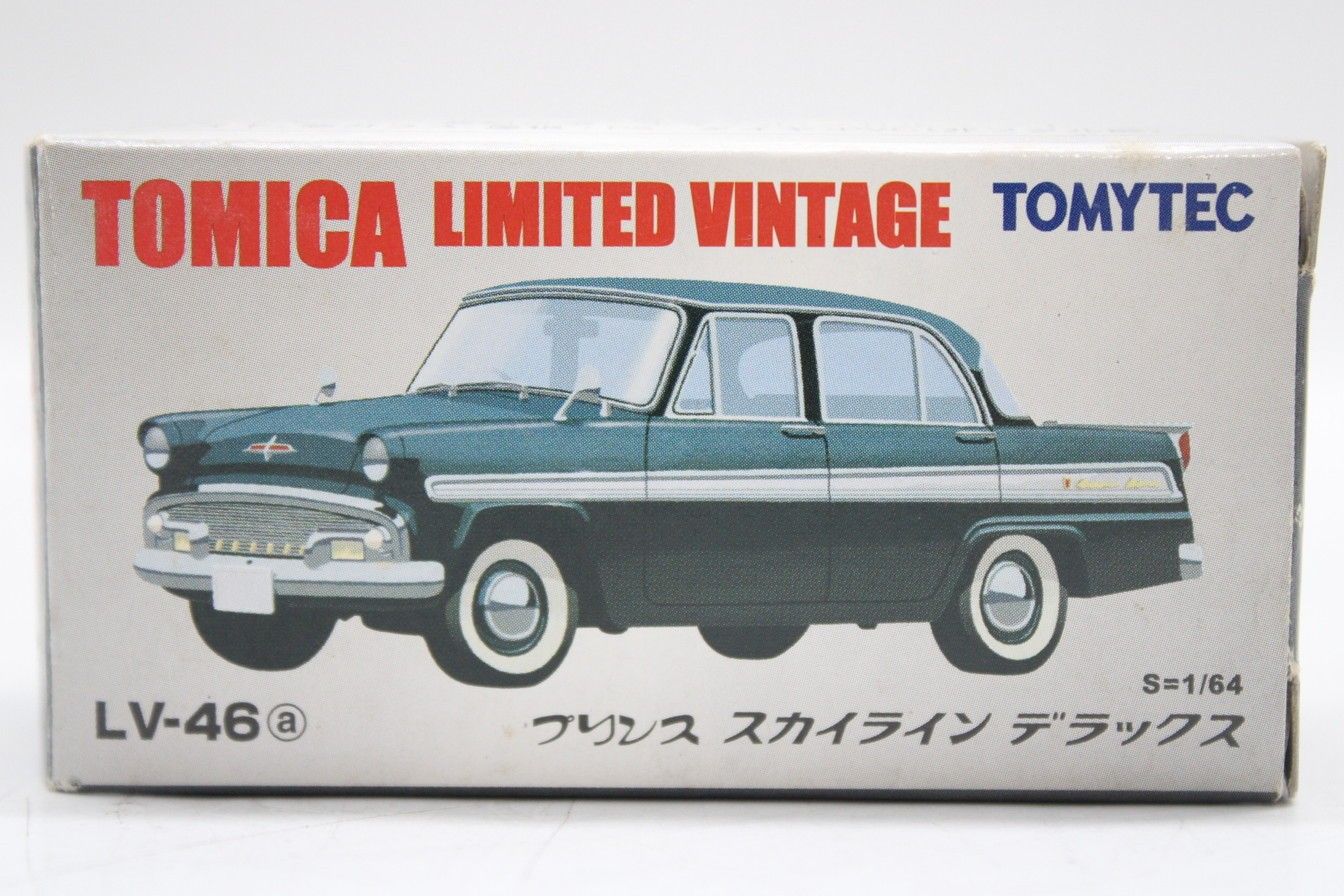 TOMICA LIMITED VINTAGE TOMYTEC
S=1/64
LV-46ⓐ プリンス スカイライン デラックス